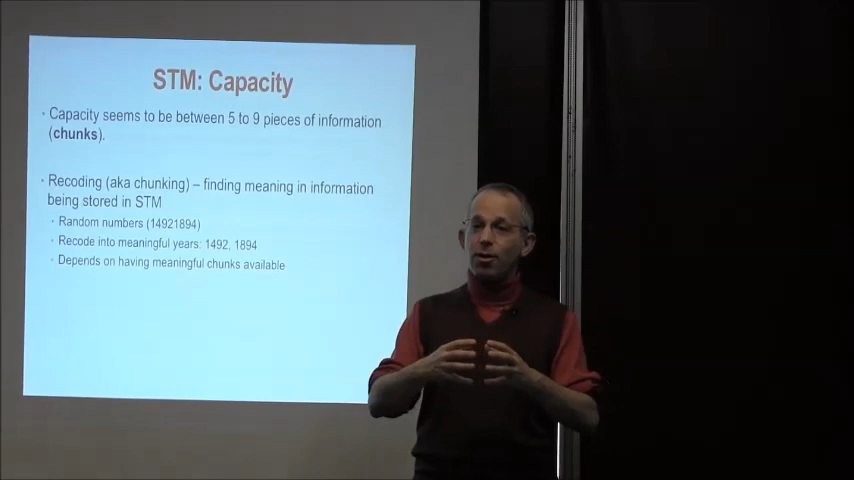 STM: Capacity
· Capacity seems to be between 5 to 9 pieces of information
(chunks).
· Recoding (aka chunking) – finding meaning in information
being stored in STM
· Random numbers (14921894)
· Recode into meaningful years: 1492, 1894
· Depends on having meaningful chunks available